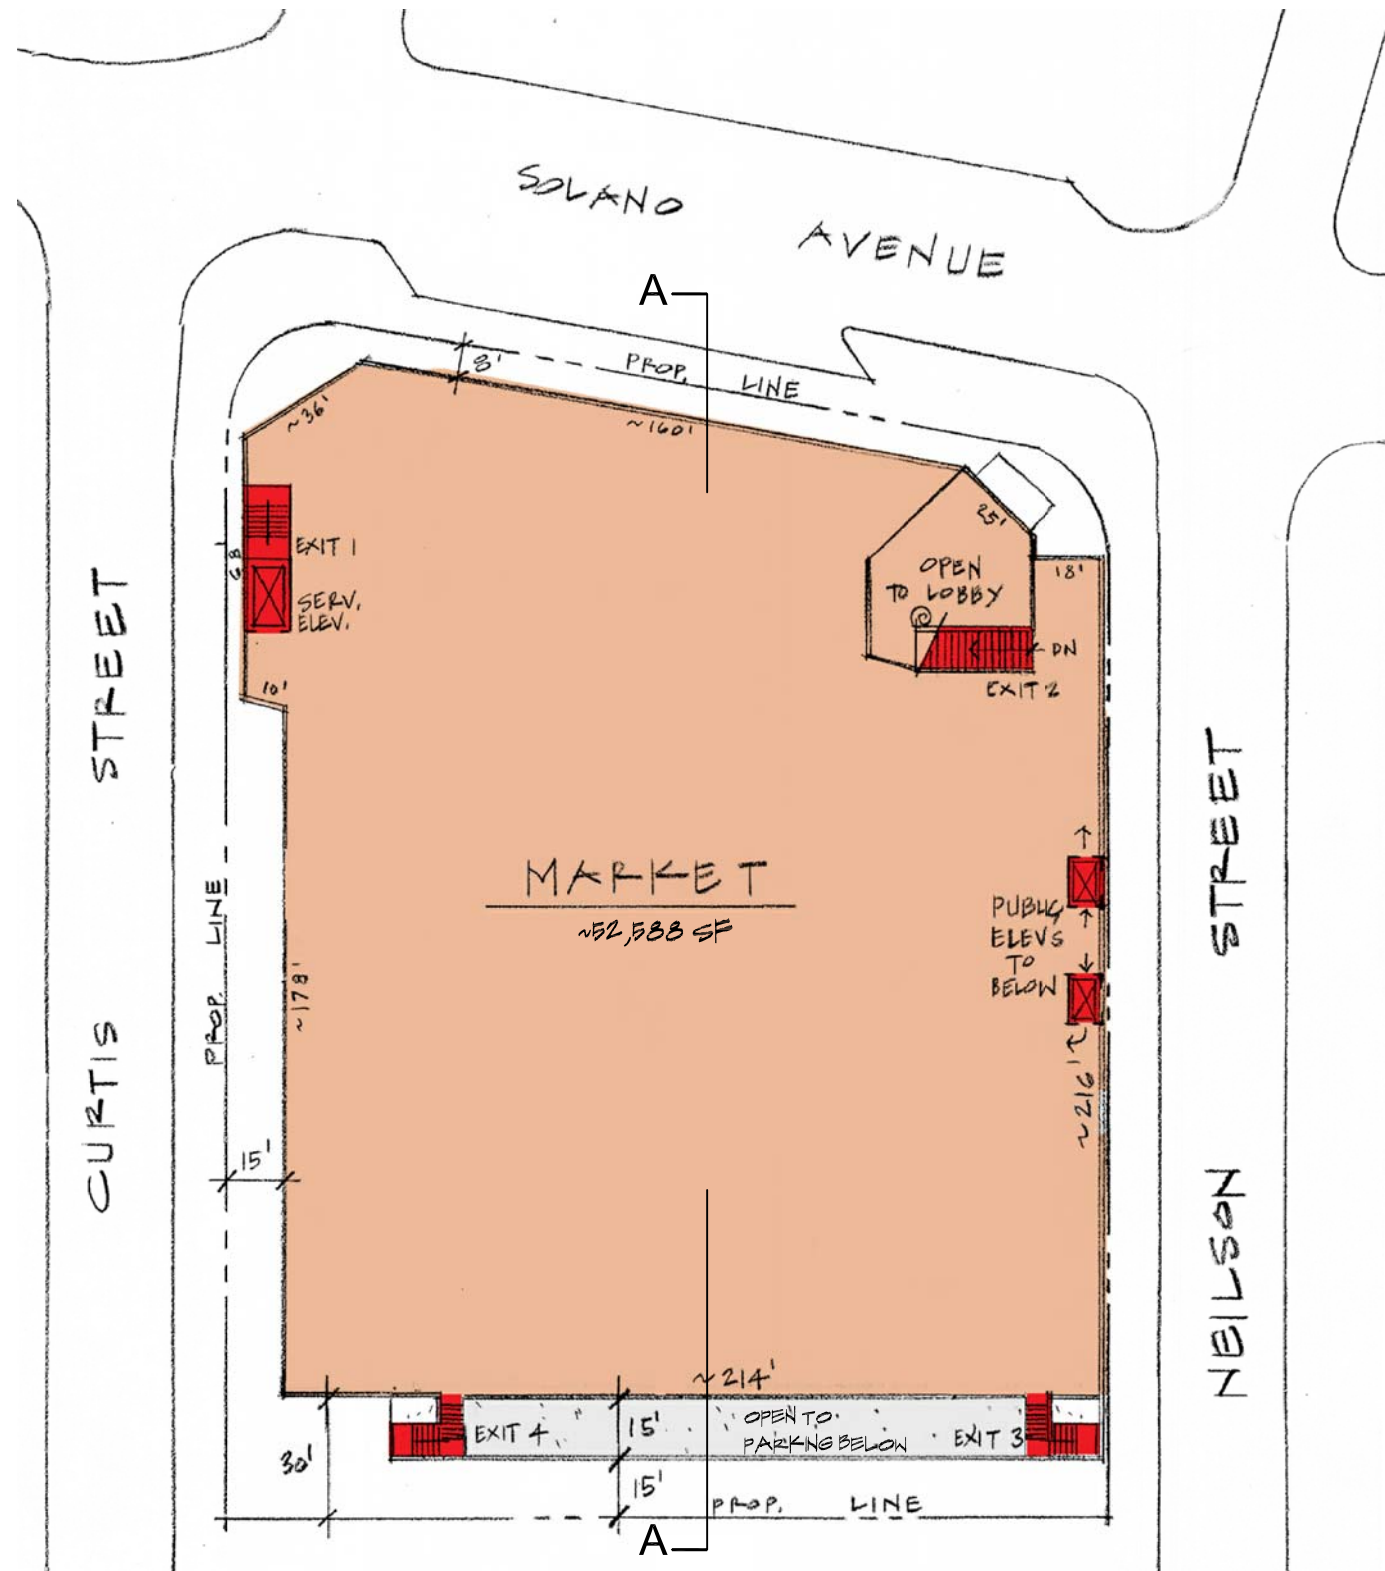 SOLANO AVENUE
A
8'
PROP. LINE
~36'
~160'
25'
18'
EXIT 1
68
SERV.
ELEV.
OPEN
TO LOBBY
DN
EXIT 2
10'
STREET
CURTIS
STREET
NEILSON
MARKET
~52,588 SF
PUBLIC
ELEVS
TO
BELOW
PROP. LINE
~178'
~216'
15'
~214'
EXIT 4
15'
OPEN TO
PARKING BELOW
EXIT 3
30'
15'
PROP. LINE
A